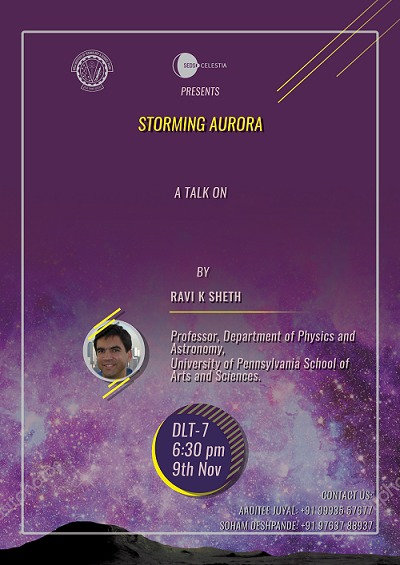 SEDS CELESTIA
PRESENTS
STORMING AURORA
A TALK ON
BY
RAVI K SHETH
Professor, Department of Physics and
Astronomy,
University of Pennsylvania School of
Arts and Sciences.
DLT-7
6:30 pm
9th Nov
CONTACT US:
AADITEE JUYAL: +91 99935 57677
SOHAM DESHPANDE: +91 97637 88937